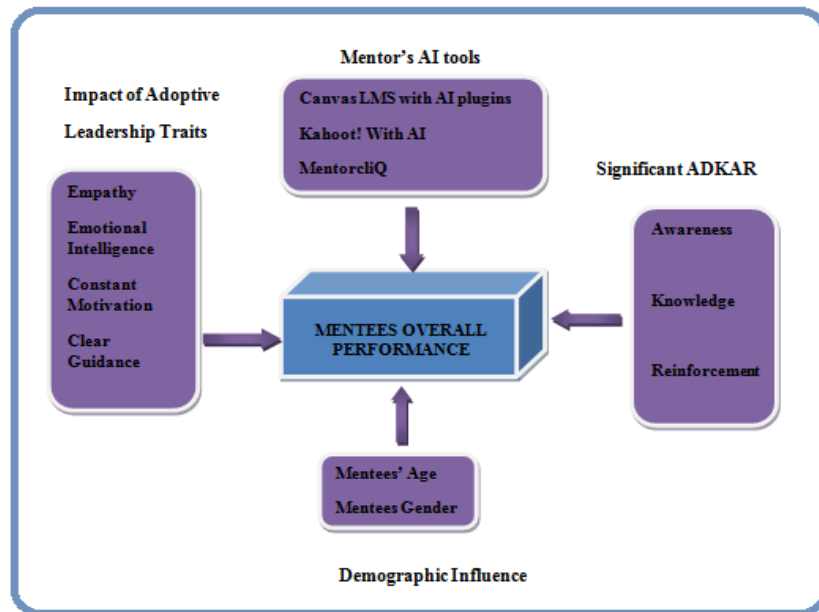 Mentor's AI tools
Canvas LMS with AI plugins
Kahoot! With AI
MentorcliQ
Impact of Adoptive
Leadership Traits
Empathy
Emotional
Intelligence
Constant
Motivation
Clear
Guidance
Significant ADKAR
Awareness
Knowledge
Reinforcement
MENTEES OVERALL
PERFORMANCE
Mentees' Age
Mentees Gender
Demographic Influence